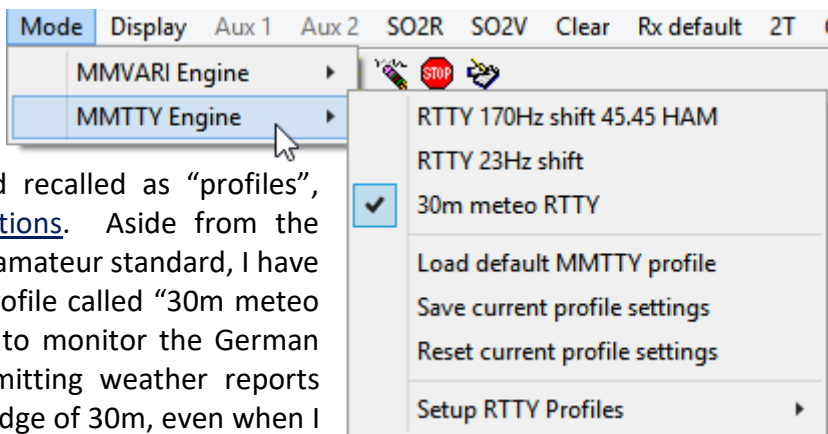 Mode Display Aux 1 Aux 2 SO2R SO2V Clear Rx default 2T
MMVARI Engine
STOP
MMTTY Engine
RTTY 170Hz shift 45.45 HAM
RTTY 23Hz shift
30m meteo RTTY
Load default MMTTY profile
Save current profile settings
Reset current profile settings
Setup RTTY Profiles
recalled as “profiles”,
tions. Aside from the
amateur standard, I have
rofile called “30m meteo
to monitor the German
mitting weather reports
dge of 30m, even when I